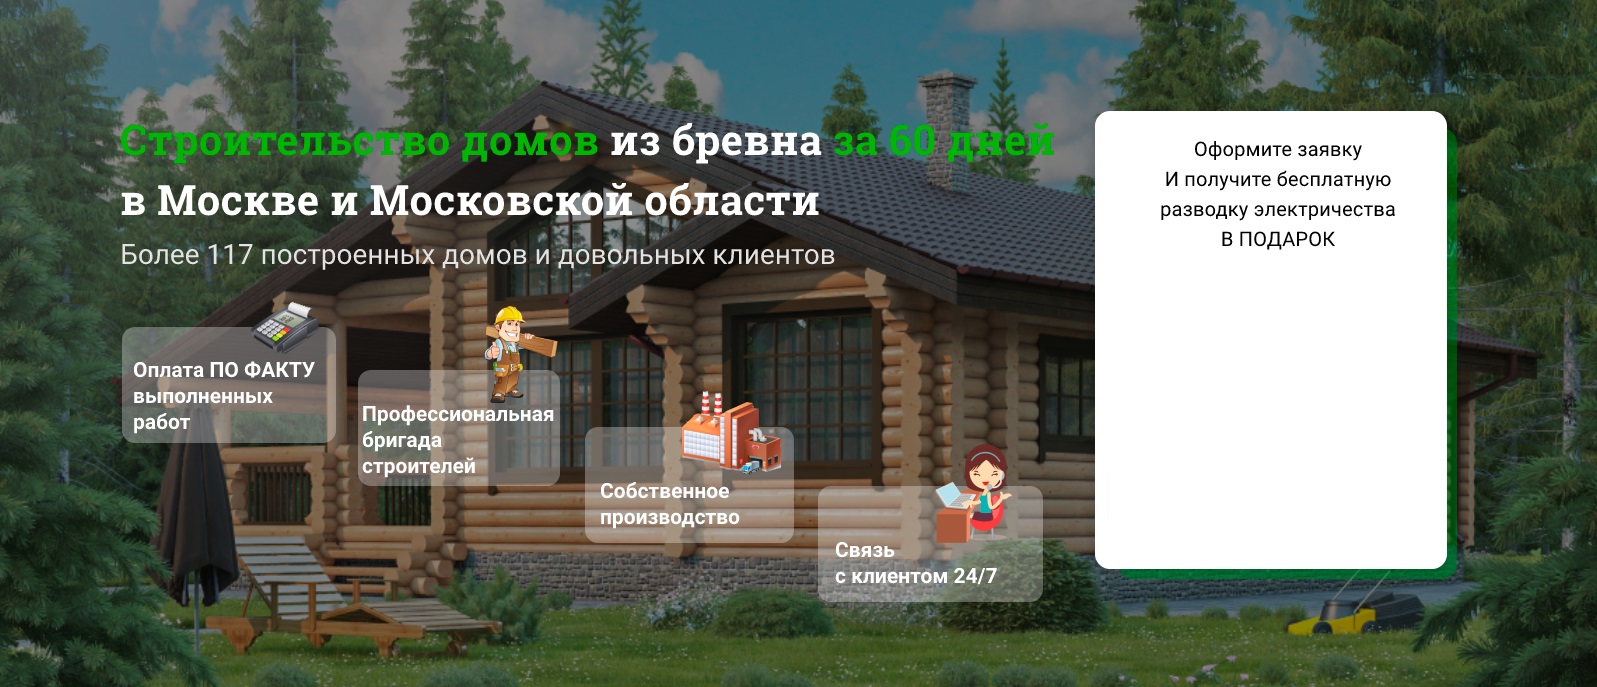 Строительство домов из бревна за 60 дней
в Москве и Московской области
Более 117 построенных домов и довольных клиентов
Оплата ПО ФАКТУ
выполненных
работ
Профессиональная
бригада
строителей
Собственное
производство
Связь
с клиентом 24/7
Оформите заявку
И получите бесплатную
разводку электричества
В ПОДАРОК